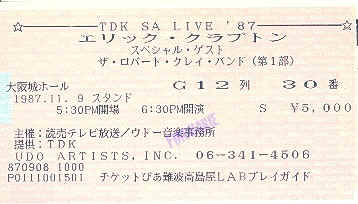 ☆ TDK SA LIVE '87 ☆
エリック・クラプトン
スペシャル・ゲスト
ザ・ロバート・クレイ・バンド (第1部)
大阪城ホール G12列 30番
1987.11.9 スタンド
5:30PM開場 6:30PM開演 S ¥5,000
主催：読売テレビ放送／ウドー音楽事務所
提供：TDK
UDO ARTISTS,INC. 06-341-4506
870908 1000
P0111001501 チケットぴあ難波高島屋LABプレイガイド